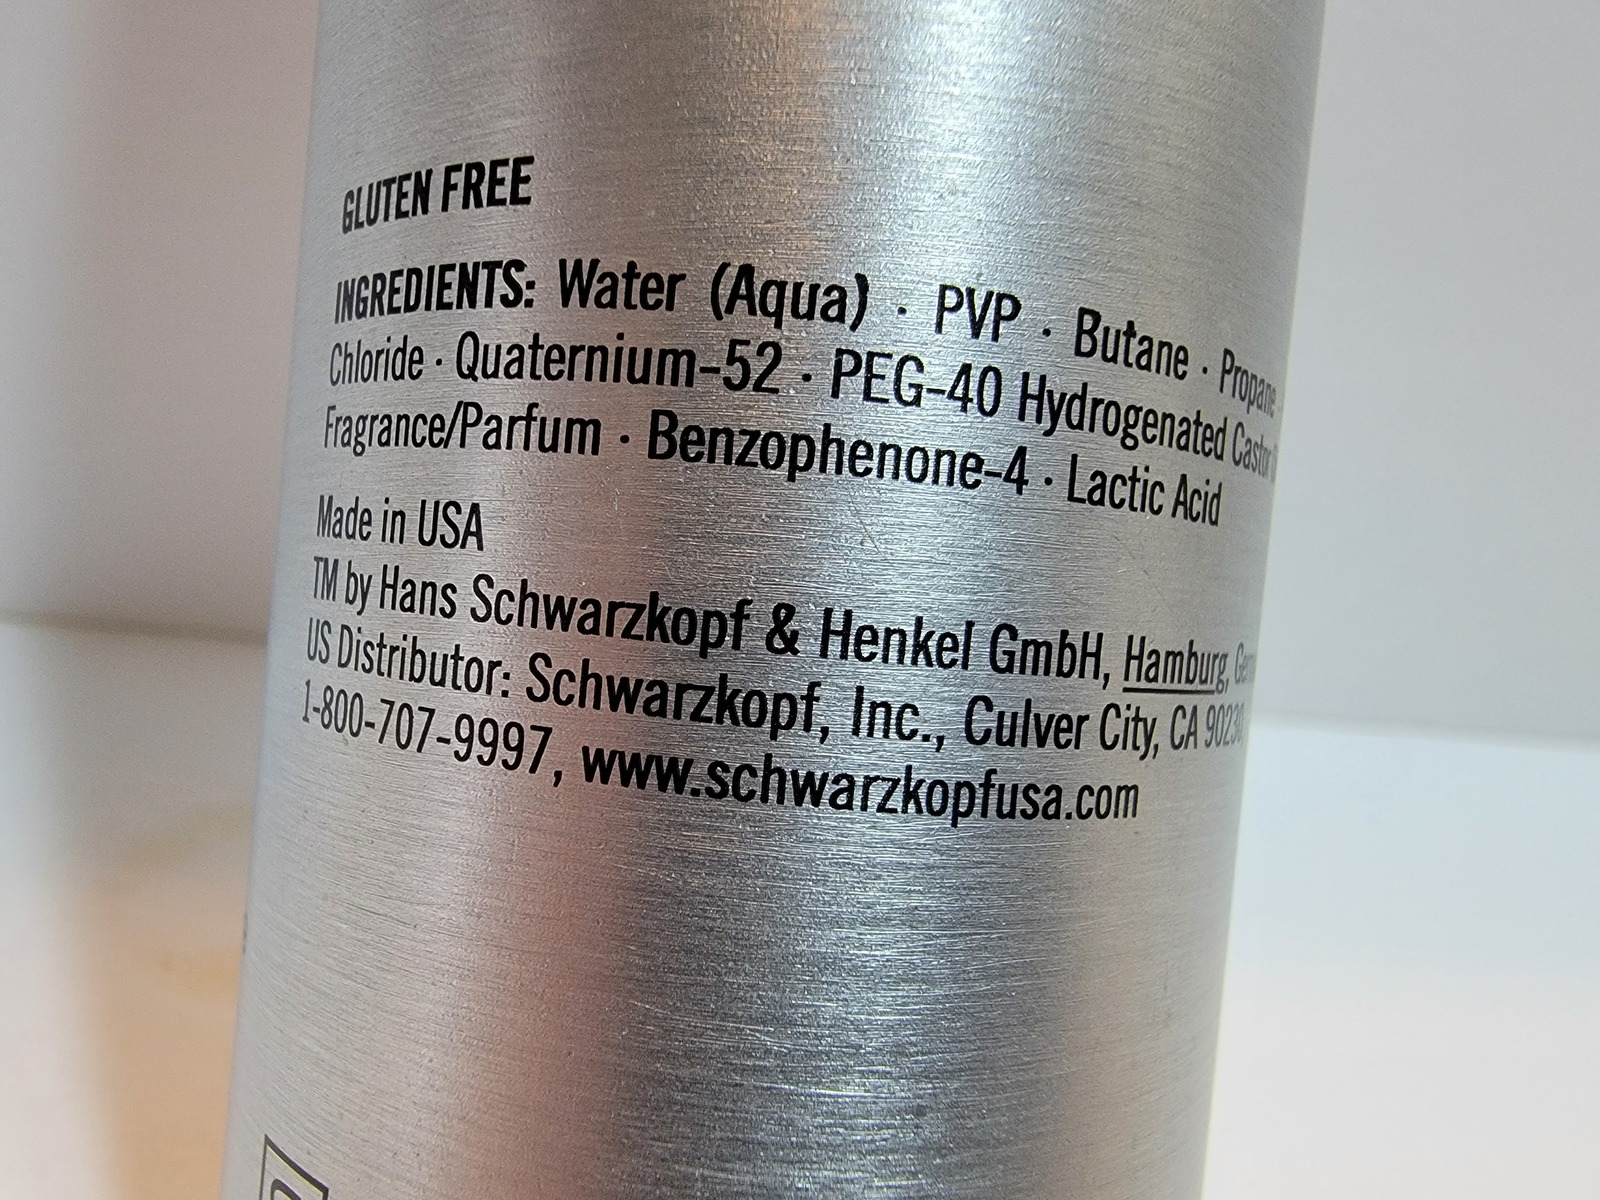 GLUTEN FREE
INGREDIENTS: Water (Aqua) · PVP · Butane · Propane
Chloride · Quaternium-52 · PEG-40 Hydrogenated Castor
Fragrance/Parfum · Benzophenone-4 · Lactic Acid
Made in USA
TM by Hans Schwarzkopf & Henkel GmbH, Hamburg,
US Distributor: Schwarzkopf, Inc., Culver City, CA 90230,
1-800-707-9997, www.schwarzkopfusa.com